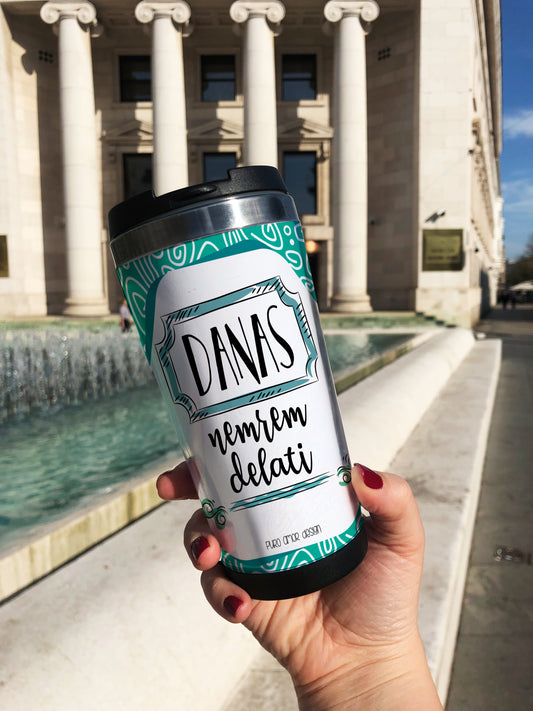 DANAS
nemrem
delati
PURO AMOR DESIGN